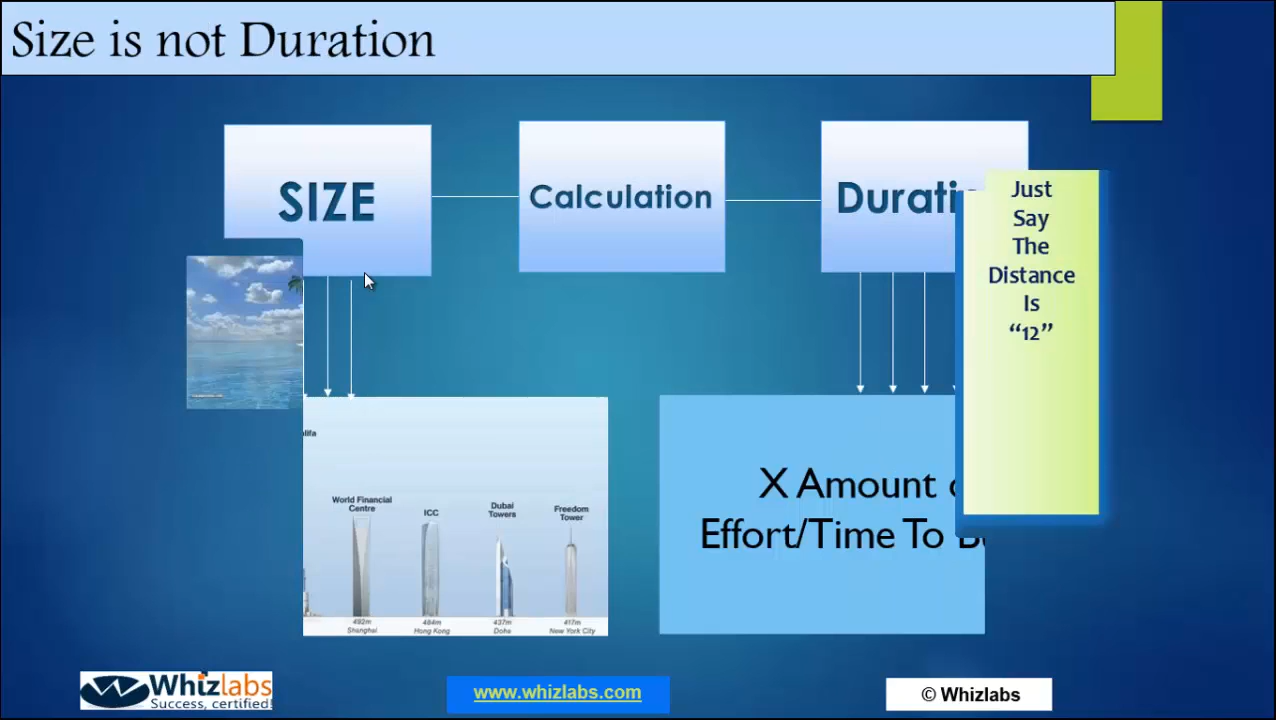 Size is not Duration
SIZE
Calculation
Durati
Just
Say
The
Distance
Is
“12”
lifa
World Financial
Centre
ICC
Dubai
Towers
Freedom
Tower
492m
Shanghai
484m
Hong Kong
437m
Doha
417m
New York City
X Amount
Effort/Time To
Whizlabs
Success, certified!
www.whizlabs.com
© Whizlabs